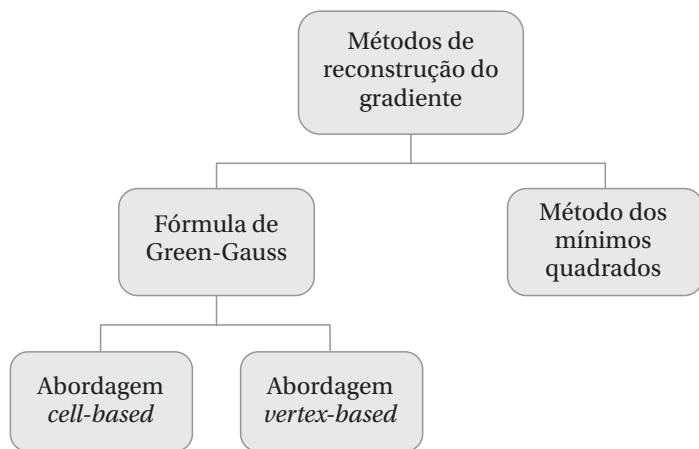 Métodos de
reconstrução do
gradiente
Fórmula de
Green-Gauss
Método dos
mínimos
quadrados
Abordagem
cell-based
Abordagem
vertex-based